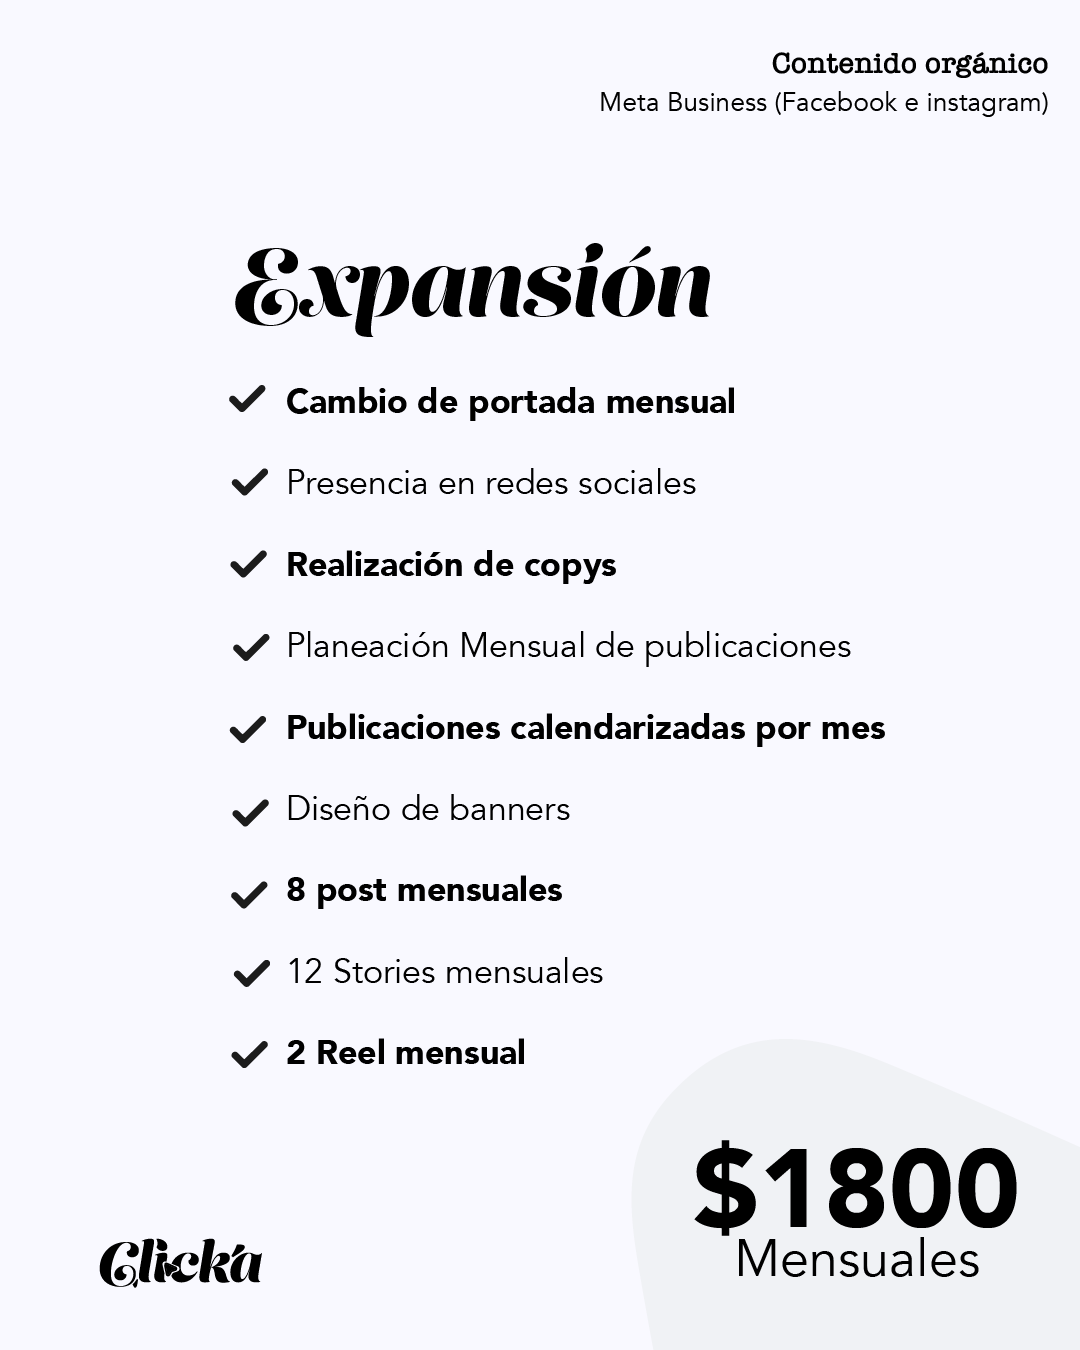 Contenido orgánico
Meta Business (Facebook e instagram)
Expansión
Cambio de portada mensual
Presencia en redes sociales
Realización de copys
Planeación Mensual de publicaciones
Publicaciones calendarizadas por mes
Diseño de banners
8 post mensuales
12 Stories mensuales
2 Reel mensual
$1800
Mensuales
Clicka